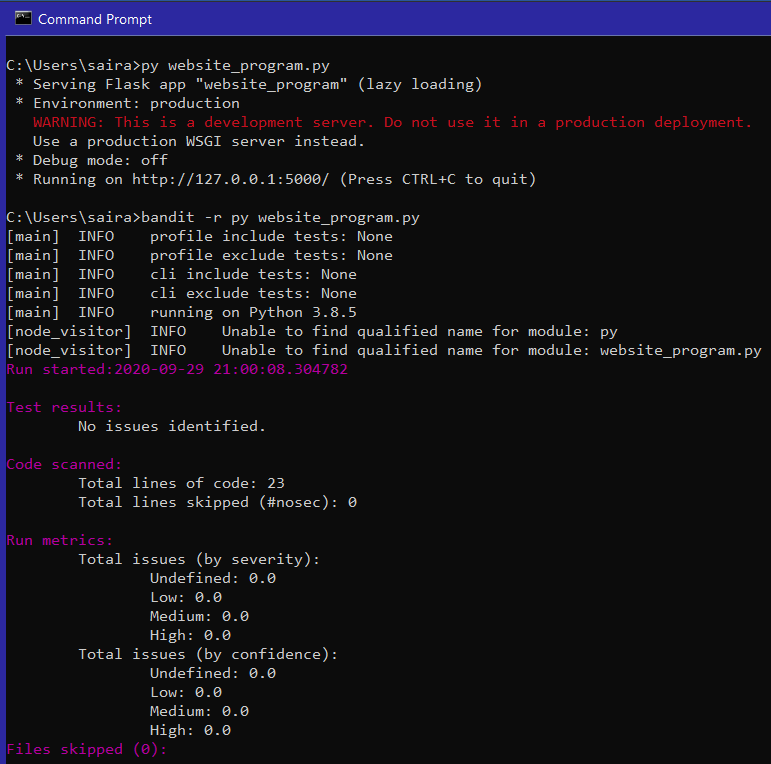 Command Prompt
C:\Users\saira>py website_program.py
* Serving Flask app "website_program" (lazy loading)
* Environment: production
WARNING: This is a development server. Do not use it in a production deployment.
Use a production WSGI server instead.
* Debug mode: off
* Running on http://127.0.0.1:5000/ (Press CTRL+C to quit)
C:\Users\saira>bandit -r py website_program.py
[main]  INFO    profile include tests: None
[main]  INFO    profile exclude tests: None
[main]  INFO    cli include tests: None
[main]  INFO    cli exclude tests: None
[main]  INFO    running on Python 3.8.5
[node_visitor]  INFO    Unable to find qualified name for module: py
[node_visitor]  INFO    Unable to find qualified name for module: website_program.py
Run started:2020-09-29 21:00:08.304782
Test results:
No issues identified.
Code scanned:
Total lines of code: 23
Total lines skipped (#nosec): 0
Run metrics:
Total issues (by severity):
Undefined: 0.0
Low: 0.0
Medium: 0.0
High: 0.0
Total issues (by confidence):
Undefined: 0.0
Low: 0.0
Medium: 0.0
High: 0.0
Files skipped (0):